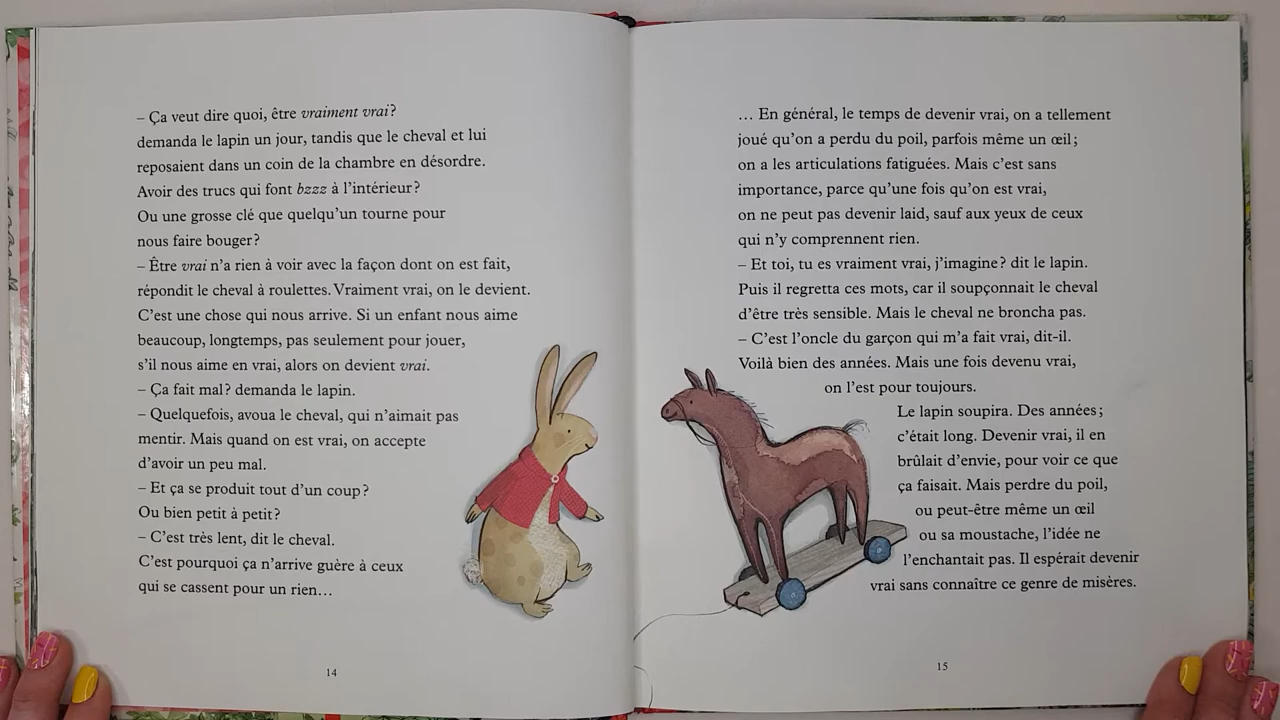 – Ça veut dire quoi, être vraiment vrai ?
demanda le lapin un jour, tandis que le cheval et lui
reposaient dans un coin de la chambre en désordre.
Avoir des trucs qui font bzzz à l’intérieur ?
Ou une grosse clé que quelqu’un tourne pour
nous faire bouger ?
– Être vrai n’a rien à voir avec la façon dont on est fait,
répondit le cheval à roulettes. Vraiment vrai, on le devient.
C’est une chose qui nous arrive. Si un enfant nous aime
beaucoup, longtemps, pas seulement pour jouer,
s’il nous aime en vrai, alors on devient vrai.
– Ça fait mal ? demanda le lapin.
– Quelquefois, avoua le cheval, qui n’aimait pas
mentir. Mais quand on est vrai, on accepte
d’avoir un peu mal.
– Et ça se produit tout d’un coup ?
Ou bien petit à petit ?
– C’est très lent, dit le cheval.
C’est pourquoi ça n’arrive guère à ceux
qui se cassent pour un rien…
14
… En général, le temps de devenir vrai, on a tellement
joué qu’on a perdu du poil, parfois même un œil ;
on a les articulations fatiguées. Mais c’est sans
importance, parce qu’une fois qu’on est vrai,
on ne peut pas devenir laid, sauf aux yeux de ceux
qui n’y comprennent rien.
– Et toi, tu es vraiment vrai, j’imagine ? dit le lapin.
Puis il regretta ces mots, car il soupçonnait le cheval
d’être très sensible. Mais le cheval ne broncha pas.
– C’est l’oncle du garçon qui m’a fait vrai, dit-il.
Voilà bien des années. Mais une fois devenu vrai,
on l’est pour toujours.
Le lapin soupira. Des années ;
c’était long. Devenir vrai, il en
brûlait d’envie, pour voir ce que
ça faisait. Mais perdre du poil,
ou peut-être même un œil
ou sa moustache, l’idée ne
l’enchantait pas. Il espérait devenir
vrai sans connaître ce genre de misères.
15